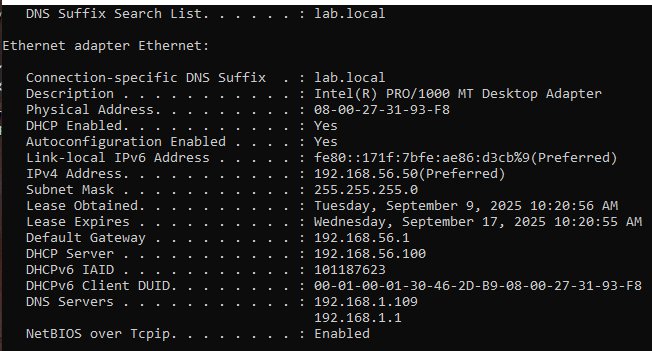 DNS Suffix Search List. . . . . . : lab.local
Ethernet adapter Ethernet:
Connection-specific DNS Suffix  . : lab.local
Description . . . . . . . . . . . : Intel(R) PRO/1000 MT Desktop Adapter
Physical Address. . . . . . . . . : 08-00-27-31-93-F8
DHCP Enabled. . . . . . . . . . . : Yes
Autoconfiguration Enabled . . . . : Yes
Link-local IPv6 Address . . . . . : fe80::171f:7bfe:ae86:d3cb%9(Preferred)
IPv4 Address. . . . . . . . . . . : 192.168.56.50(Preferred)
Subnet Mask . . . . . . . . . . . : 255.255.255.0
Lease Obtained. . . . . . . . . . : Tuesday, September 9, 2025 10:20:56 AM
Lease Expires . . . . . . . . . . : Wednesday, September 17, 2025 10:20:55 AM
Default Gateway . . . . . . . . . : 192.168.56.1
DHCP Server . . . . . . . . . . . : 192.168.56.100
DHCPv6 IAID . . . . . . . . . . . : 101187623
DHCPv6 Client DUID. . . . . . . . : 00-01-00-01-30-46-2D-B9-08-00-27-31-93-F8
DNS Servers . . . . . . . . . . . : 192.168.1.109
192.168.1.1
NetBIOS over Tcpip. . . . . . . . : Enabled